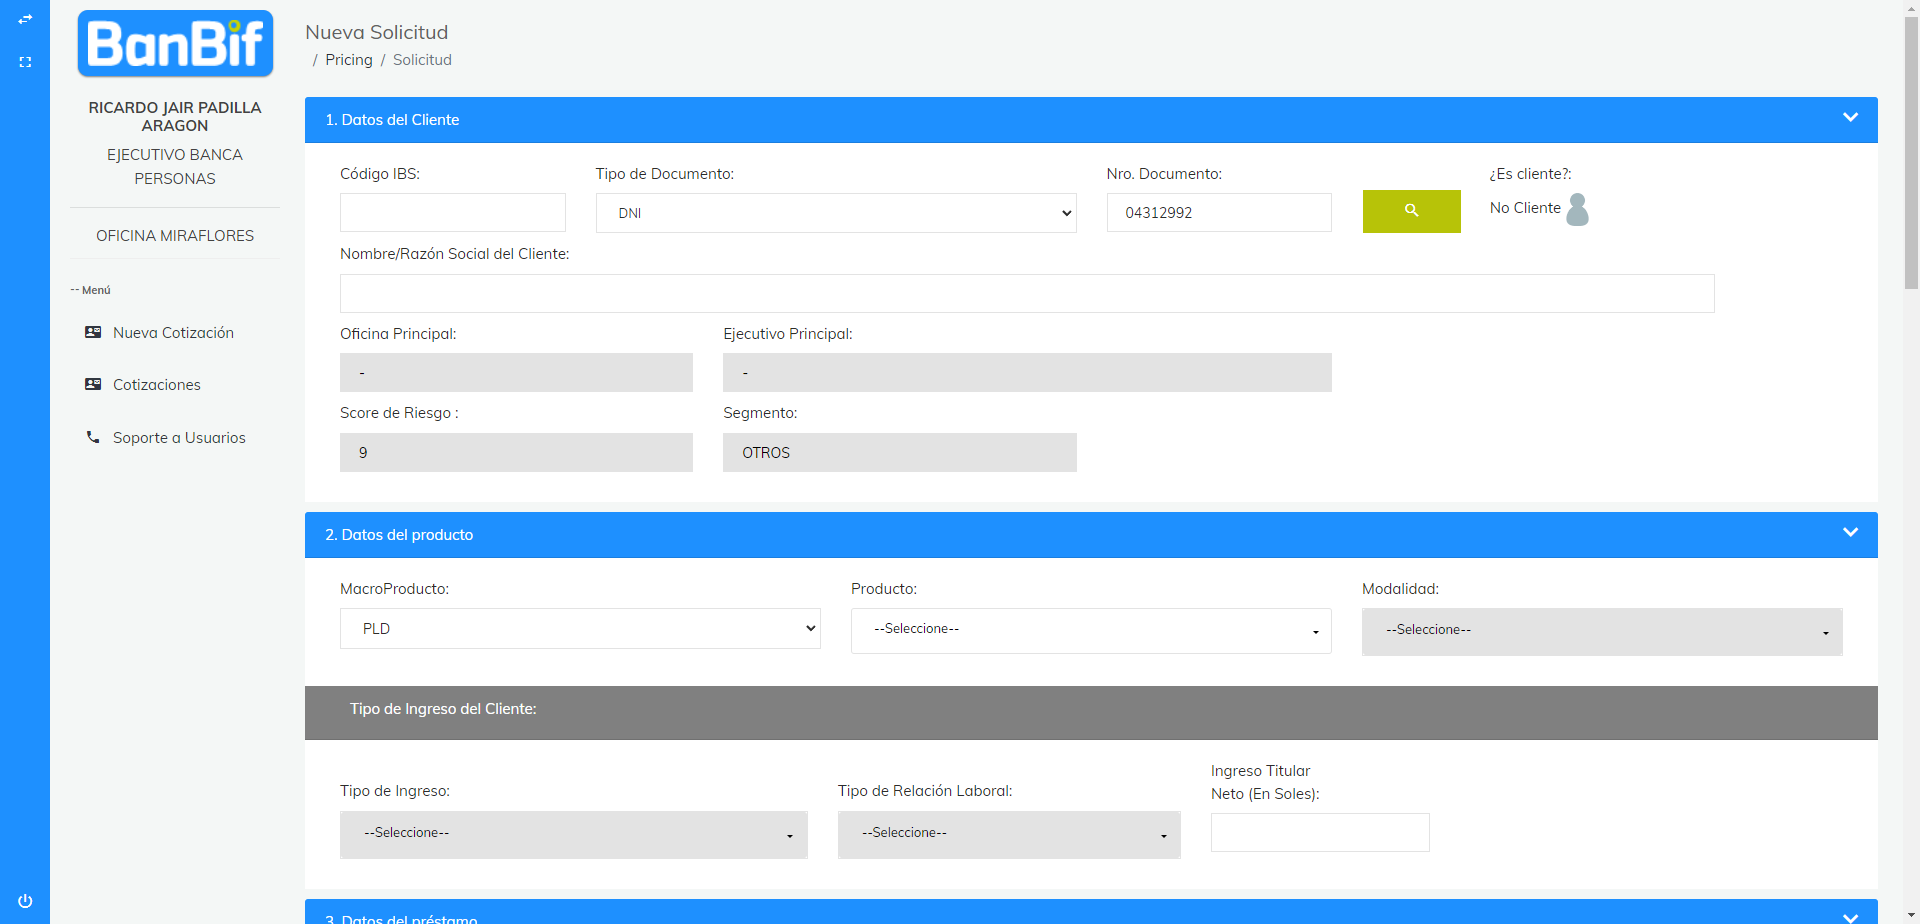 BanBif
RICARDO JAIR PADILLA
ARAGON
EJECUTIVO BANCA
PERSONAS
OFICINA MIRAFLORES
-- Menú
Nueva Cotización
Cotizaciones
Soporte a Usuarios
Nueva Solicitud
/ Pricing / Solicitud
1. Datos del Cliente
Código IBS:
Tipo de Documento:
Nro. Documento:
¿Es cliente?:
DNI
04312992
No Cliente
Nombre/Razón Social del Cliente:
Oficina Principal:
Ejecutivo Principal:
-
-
Score de Riesgo :
Segmento:
9
OTROS
2. Datos del producto
MacroProducto:
Producto:
Modalidad:
PLD
--Seleccione--
--Seleccione--
Tipo de Ingreso del Cliente:
Tipo de Ingreso:
Tipo de Relación Laboral:
Ingreso Titular
Neto (En Soles):
--Seleccione--
--Seleccione--
3. Datos del préstamo